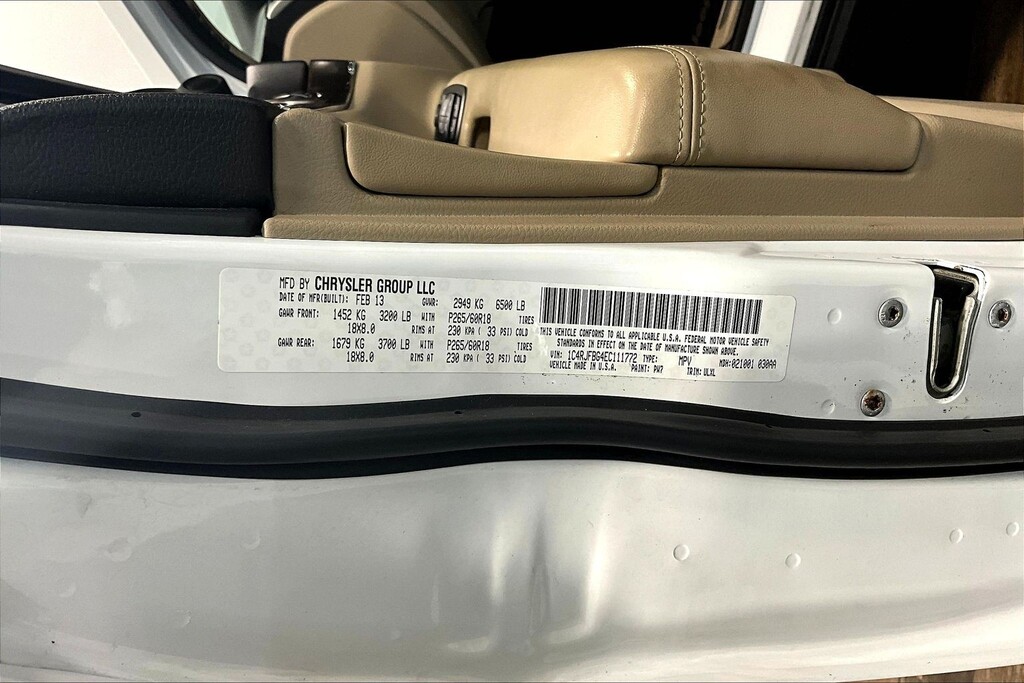 MFD BY CHRYSLER GROUP LLC
DATE OF MFR(BUILT): FEB 13 GVWR: 2949 KG 6500 LB
GAWR FRONT: 1452 KG 3200 LB WITH P265/60R18 TIRES
18X8.0 RIMS AT 230 KPA ( 33 PSI) COLD
GAWR REAR: 1679 KG 3700 LB WITH P265/60R18 TIRES
18X8.0 RIMS AT 230 KPA ( 33 PSI) COLD
THIS VEHICLE CONFORMS TO ALL APPLICABLE U.S.A. FEDERAL MOTOR VEHICLE SAFETY
STANDARDS IN EFFECT ON THE DATE OF MANUFACTURE SHOWN ABOVE.
VIN: 1C4RJFBG4EC111772 TYPE: MPV MDH:021001 030AA
VEHICLE MADE IN U.S.A. PAINT: PW7 TRIM: ULXL